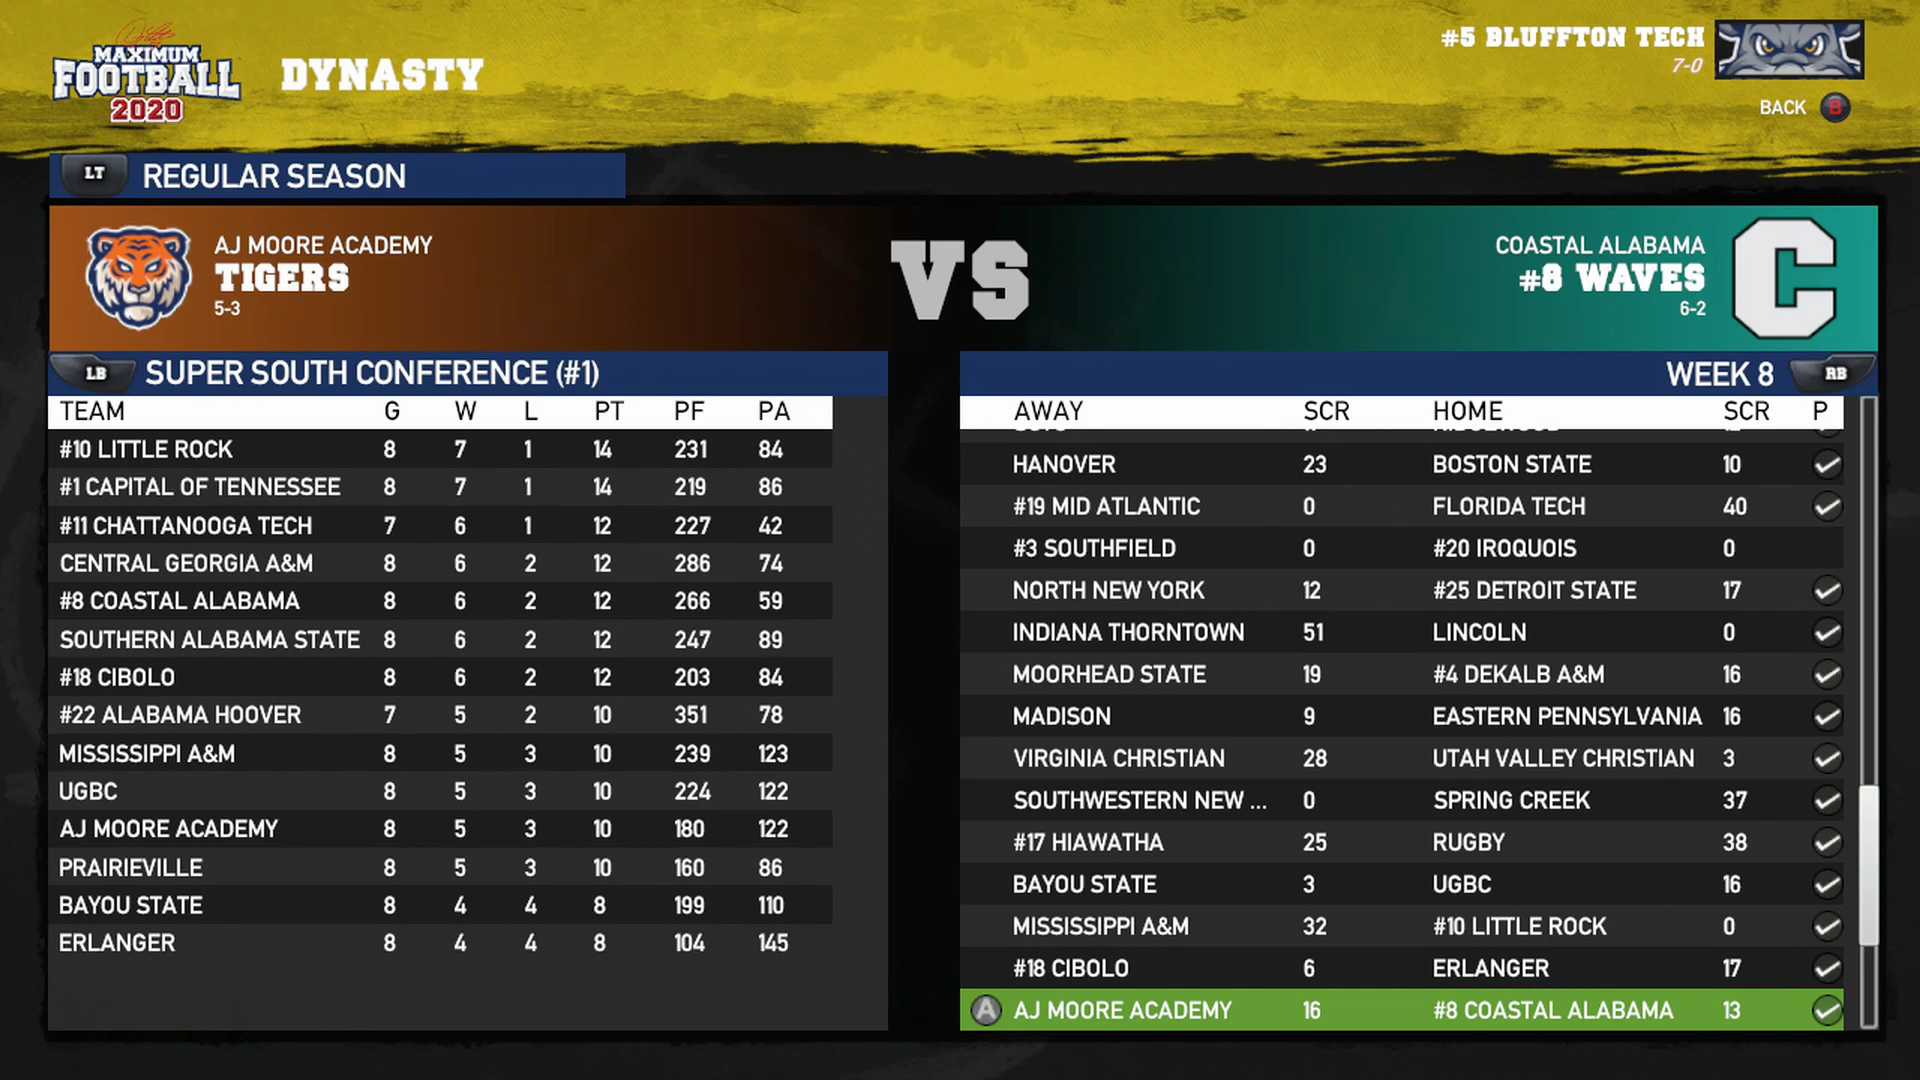 MAXIMUM
FOOTBALL
2020
DYNASTY
#5 BLUFFTON TECH
7-0
BACK B
LT REGULAR SEASON
AJ MOORE ACADEMY
TIGERS
5-3
VS
COASTAL ALABAMA
#8 WAVES
6-2
C
LB SUPER SOUTH CONFERENCE (#1)
TEAM G W L PT PF PA
#10 LITTLE ROCK 8 7 1 14 231 84
#1 CAPITAL OF TENNESSEE 8 7 1 14 219 86
#11 CHATTANOOGA TECH 7 6 1 12 227 42
CENTRAL GEORGIA A&M 8 6 2 12 286 74
#8 COASTAL ALABAMA 8 6 2 12 266 59
SOUTHERN ALABAMA STATE 8 6 2 12 247 89
#18 CIBOLO 8 6 2 12 203 84
#22 ALABAMA HOOVER 7 5 2 10 351 78
MISSISSIPPI A&M 8 5 3 10 239 123
UGBC 8 5 3 10 224 122
AJ MOORE ACADEMY 8 5 3 10 180 122
PRAIRIEVILLE 8 5 3 10 160 86
BAYOU STATE 8 4 4 8 199 110
ERLANGER 8 4 4 8 104 145
WEEK 8 RB
AWAY SCR HOME SCR P
HANOVER 23 BOSTON STATE 10
#19 MID ATLANTIC 0 FLORIDA TECH 40
#3 SOUTHFIELD 0 #20 IROQUOIS 0
NORTH NEW YORK 12 #25 DETROIT STATE 17
INDIANA THORNTOWN 51 LINCOLN 0
MOORHEAD STATE 19 #4 DEKALB A&M 16
MADISON 9 EASTERN PENNSYLVANIA 16
VIRGINIA CHRISTIAN 28 UTAH VALLEY CHRISTIAN 3
SOUTHWESTERN NEW ... 0 SPRING CREEK 37
#17 HIAWATHA 25 RUGBY 38
BAYOU STATE 3 UGBC 16
MISSISSIPPI A&M 32 #10 LITTLE ROCK 0
#18 CIBOLO 6 ERLANGER 17
A AJ MOORE ACADEMY 16 #8 COASTAL ALABAMA 13